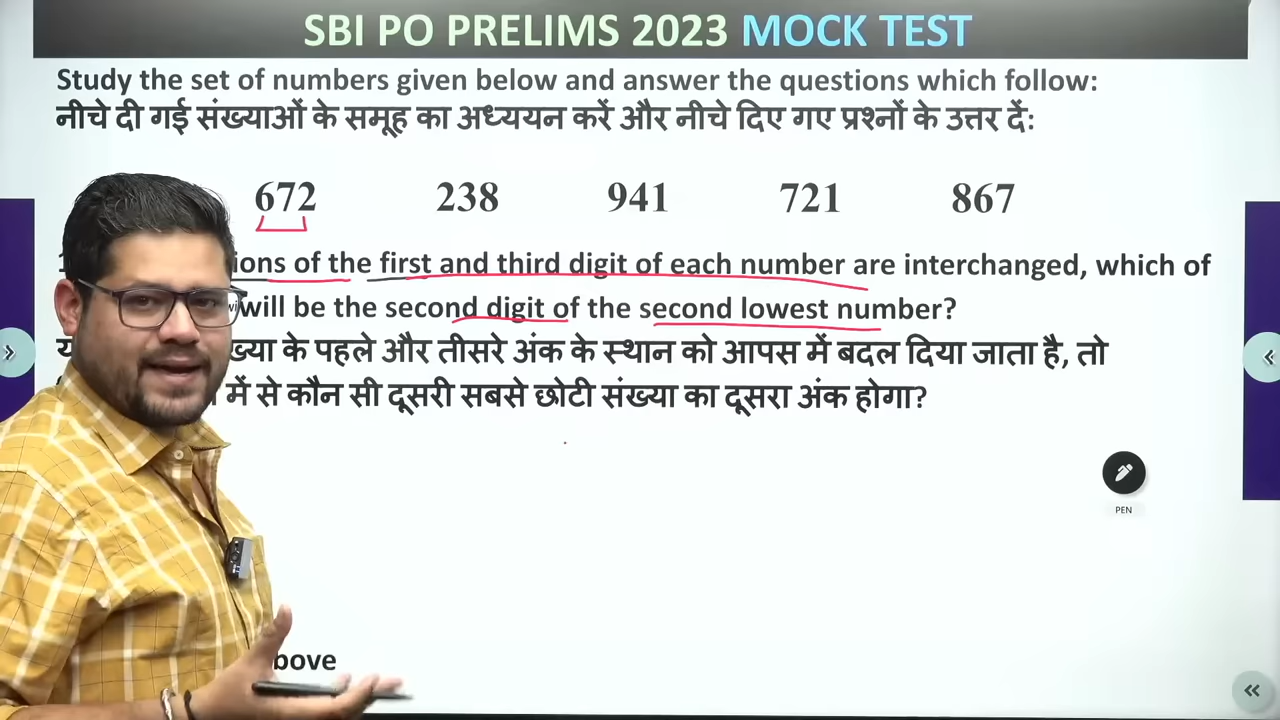 SBI PO PRELIMS 2023 MOCK TEST
Study the set of numbers given below and answer the questions which follow:
नीचे दी गई संख्याओं के समूह का अध्ययन करें और नीचे दिए गए प्रश्नों के उत्तर दें:
672 238 941 721 867
of the first and third digit of each number are interchanged, which of
will be the second digit of the second lowest number?
के पहले और तीसरे अंक के स्थान को आपस में बदल दिया जाता है, तो
में से कौन सी दूसरी सबसे छोटी संख्या का दूसरा अंक होगा?
PEN